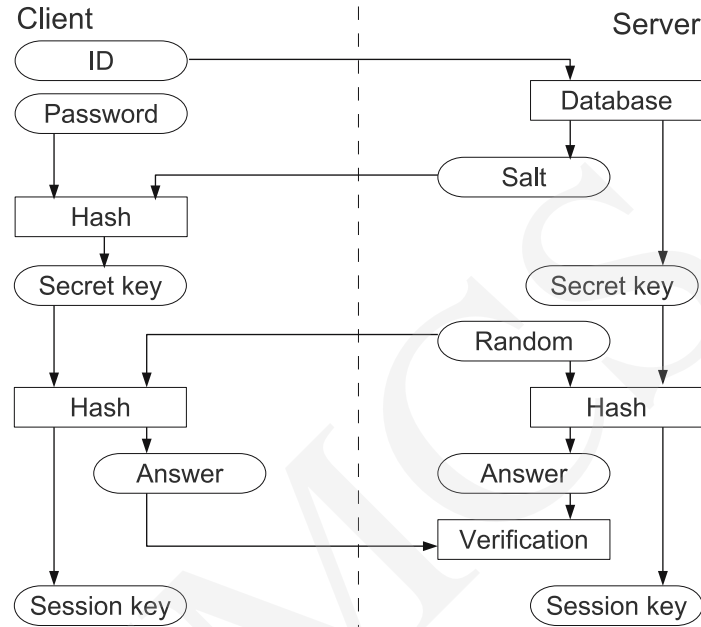 Client
Server
ID
Password
Database
Salt
Hash
Secret key
Secret key
Random
Hash
Hash
Answer
Answer
Verification
Session key
Session key
MCS